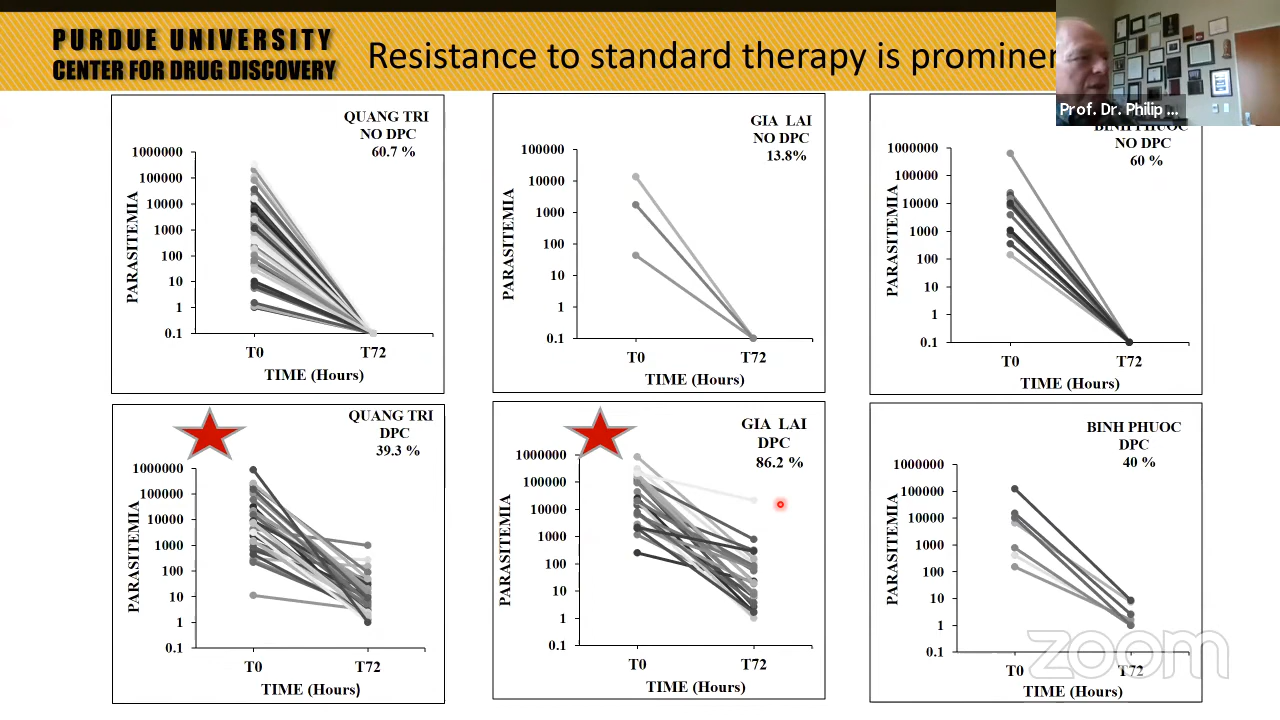 PURDUE UNIVERSITY
CENTER FOR DRUG DISCOVERY
Resistance to standard therapy is prominen
Prof. Dr. Philip ...
QUANG TRI
NO DPC
60.7 %
1000000
100000
10000
1000
100
10
1
0.1
PARASITEMIA
T0 T72
TIME (Hours)
GIA LAI
NO DPC
13.8%
100000
10000
1000
100
10
1
0.1
PARASITEMIA
T0 T72
TIME (Hours)
BINH PHUOC
NO DPC
60 %
1000000
100000
10000
1000
100
10
1
0.1
PARASITEMIA
T0 T72
TIME (Hours)
QUANG TRI
DPC
39.3 %
1000000
100000
10000
1000
100
10
1
0.1
PARASITEMIA
T0 T72
TIME (Hours)
GIA LAI
DPC
86.2 %
1000000
100000
10000
1000
100
10
1
0.1
PARASITEMIA
T0 T72
TIME (Hours)
BINH PHUOC
DPC
40 %
1000000
100000
10000
1000
100
10
1
0.1
PARASITEMIA
T0 T72
TIME (Hours)
zoom